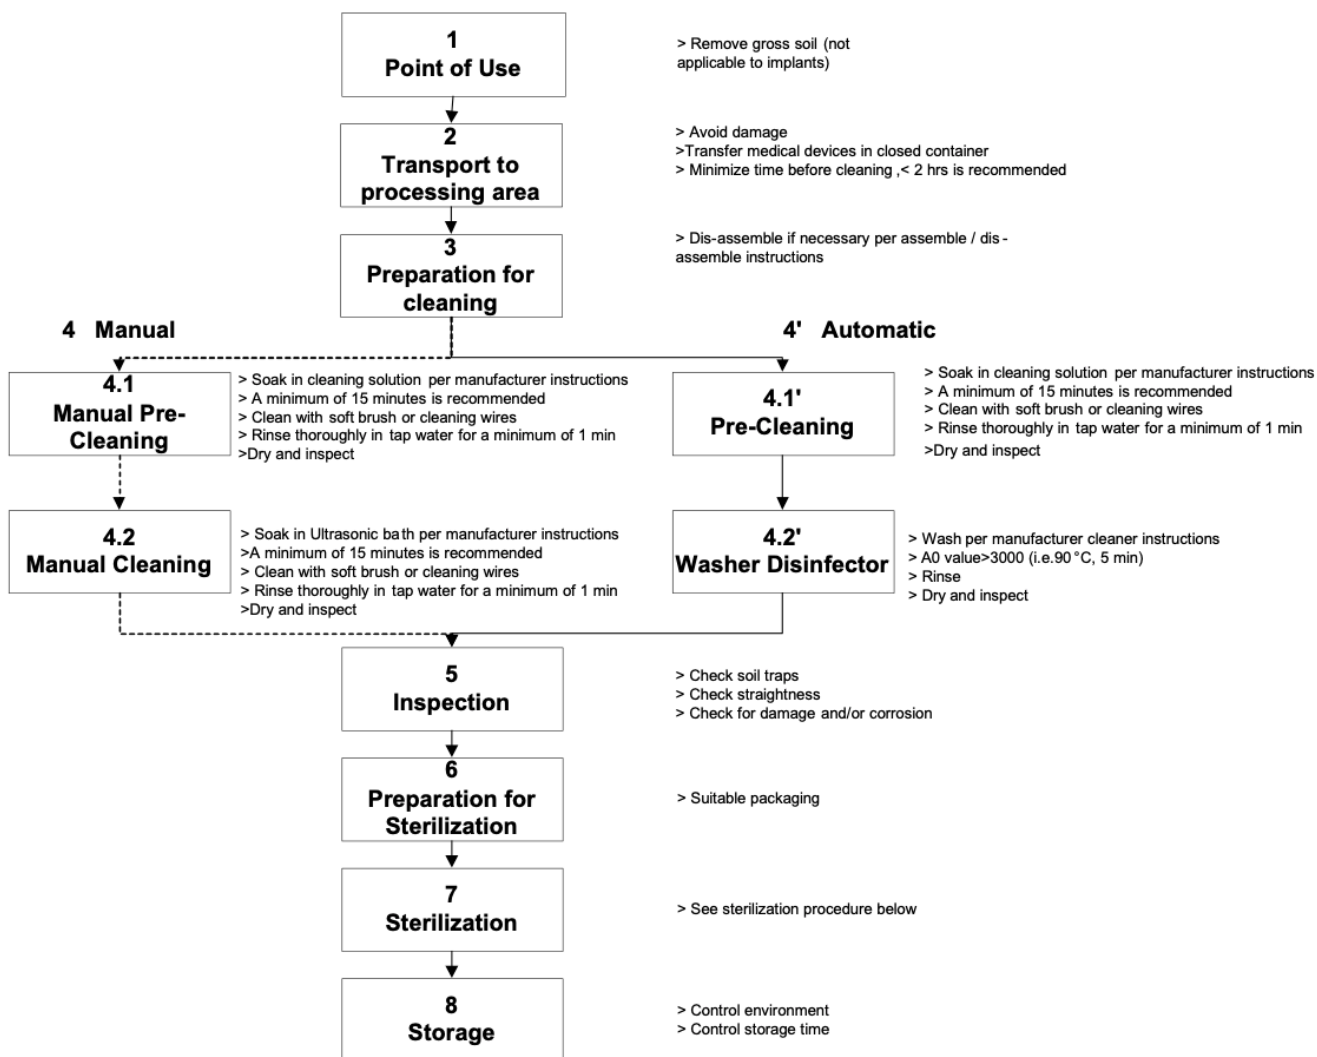 1
Point of Use
> Remove gross soil (not
applicable to implants)
2
Transport to
processing area
> Avoid damage
>Transfer medical devices in closed container
> Minimize time before cleaning ,< 2 hrs is recommended
3
Preparation for
cleaning
> Dis-assemble if necessary per assemble / dis-
assemble instructions
4 Manual
4.1
Manual Pre-
Cleaning
> Soak in cleaning solution per manufacturer instructions
> A minimum of 15 minutes is recommended
> Clean with soft brush or cleaning wires
> Rinse thoroughly in tap water for a minimum of 1 min
>Dry and inspect
4' Automatic
4.1'
Pre-Cleaning
> Soak in cleaning solution per manufacturer instructions
> A minimum of 15 minutes is recommended
> Clean with soft brush or cleaning wires
> Rinse thoroughly in tap water for a minimum of 1 min
>Dry and inspect
4.2
Manual Cleaning
> Soak in Ultrasonic bath per manufacturer instructions
>A minimum of 15 minutes is recommended
> Clean with soft brush or cleaning wires
> Rinse thoroughly in tap water for a minimum of 1 min
>Dry and inspect
4.2'
Washer Disinfector
> Wash per manufacturer cleaner instructions
> A0 value>3000 (i.e.90 °C, 5 min)
> Rinse
> Dry and inspect
5
Inspection
> Check soil traps
> Check straightness
> Check for damage and/or corrosion
6
Preparation for
Sterilization
> Suitable packaging
7
Sterilization
> See sterilization procedure below
8
Storage
> Control environment
> Control storage time